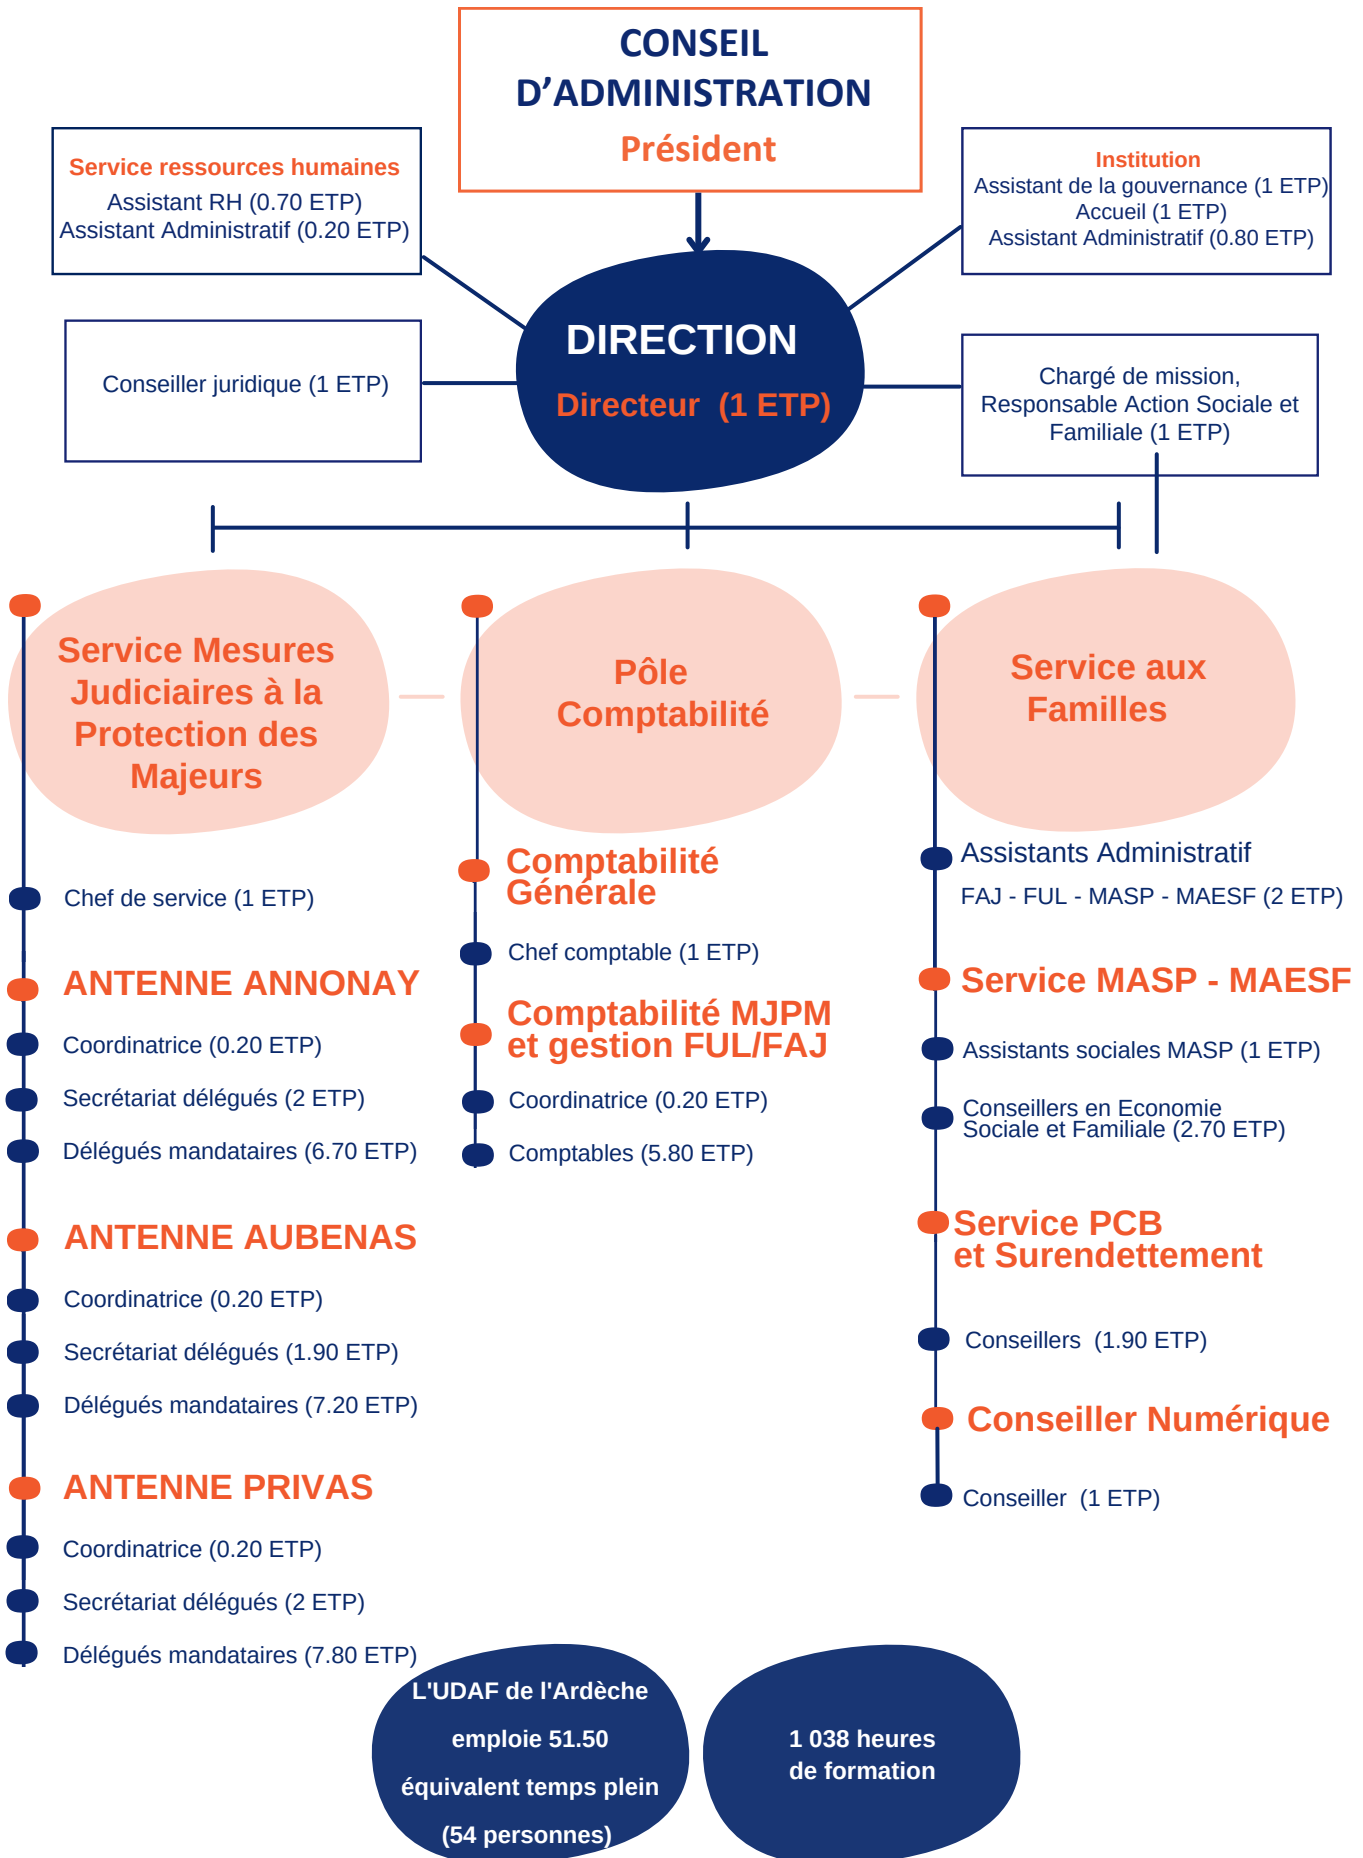 CONSEIL
D’ADMINISTRATION
Président
Service ressources humaines
Assistant RH (0.70 ETP)
Assistant Administratif (0.20 ETP)
Institution
Assistant de la gouvernance (1 ETP)
Accueil (1 ETP)
Assistant Administratif (0.80 ETP)
DIRECTION
Directeur (1 ETP)
Conseiller juridique (1 ETP)
Chargé de mission,
Responsable Action Sociale et
Familiale (1 ETP)
Service Mesures
Judiciaires à la
Protection des
Majeurs
Chef de service (1 ETP)
ANTENNE ANNONAY
Coordinatrice (0.20 ETP)
Secrétariat délégués (2 ETP)
Délégués mandataires (6.70 ETP)
ANTENNE AUBENAS
Coordinatrice (0.20 ETP)
Secrétariat délégués (1.90 ETP)
Délégués mandataires (7.20 ETP)
ANTENNE PRIVAS
Coordinatrice (0.20 ETP)
Secrétariat délégués (2 ETP)
Délégués mandataires (7.80 ETP)
Pôle
Comptabilité
Comptabilité
Générale
Chef comptable (1 ETP)
Comptabilité MJPM
et gestion FUL/FAJ
Coordinatrice (0.20 ETP)
Comptables (5.80 ETP)
Service aux
Familles
Assistants Administratif
FAJ - FUL - MASP - MAESF (2 ETP)
Service MASP - MAESF
Assistants sociales MASP (1 ETP)
Conseillers en Economie
Sociale et Familiale (2.70 ETP)
Service PCB
et Surendettement
Conseillers (1.90 ETP)
Conseiller Numérique
Conseiller (1 ETP)
L'UDAF de l'Ardèche
emploie 51.50
équivalent temps plein
(54 personnes)
1 038 heures
de formation